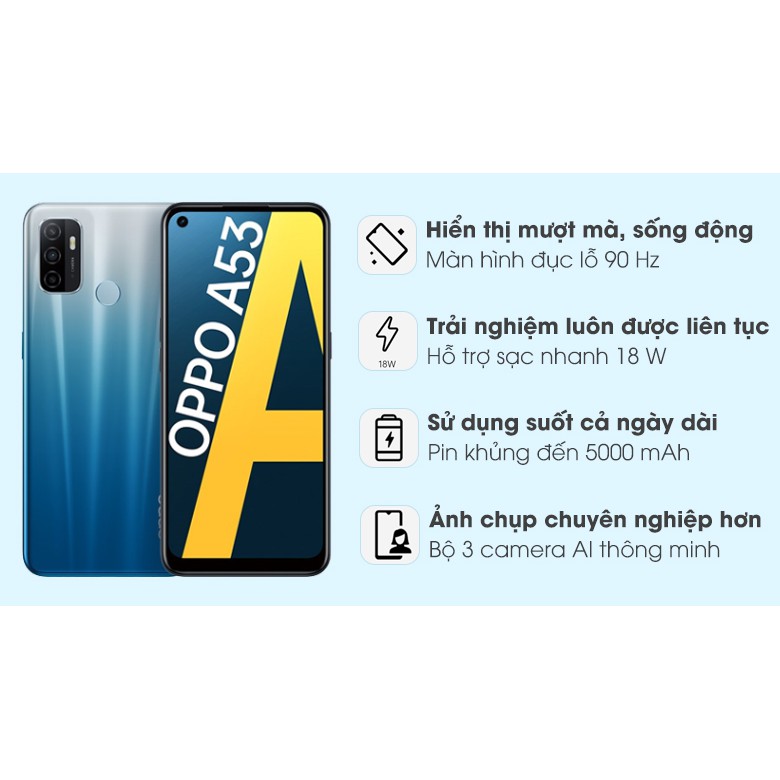 OPPO A53
A
Hiển thị mượt mà, sống động
Màn hình đục lỗ 90 Hz
18W
Trải nghiệm luôn được liên tục
Hỗ trợ sạc nhanh 18 W
Sử dụng suốt cả ngày dài
Pin khủng đến 5000 mAh
Ảnh chụp chuyên nghiệp hơn
Bộ 3 camera AI thông minh